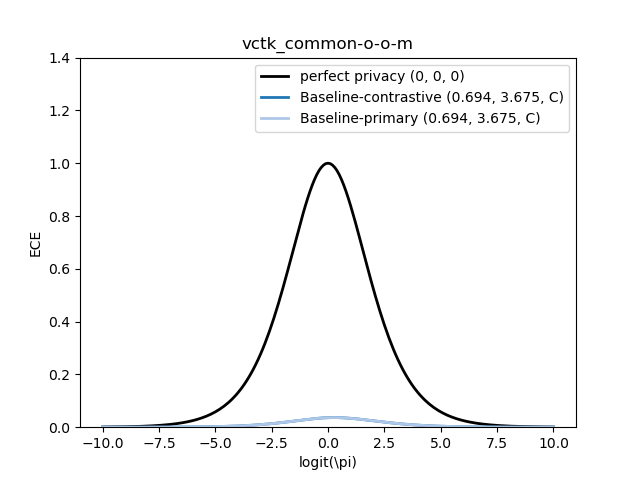 vctk_common-o-o-m
1.4
1.2
1.0
0.8
0.6
0.4
0.2
0.0
ECE
perfect privacy (0, 0, 0)
Baseline-contrastive (0.694, 3.675, C)
Baseline-primary (0.694, 3.675, C)
−10.0 −7.5 −5.0 −2.5 0.0 2.5 5.0 7.5 10.0
logit(\pi)